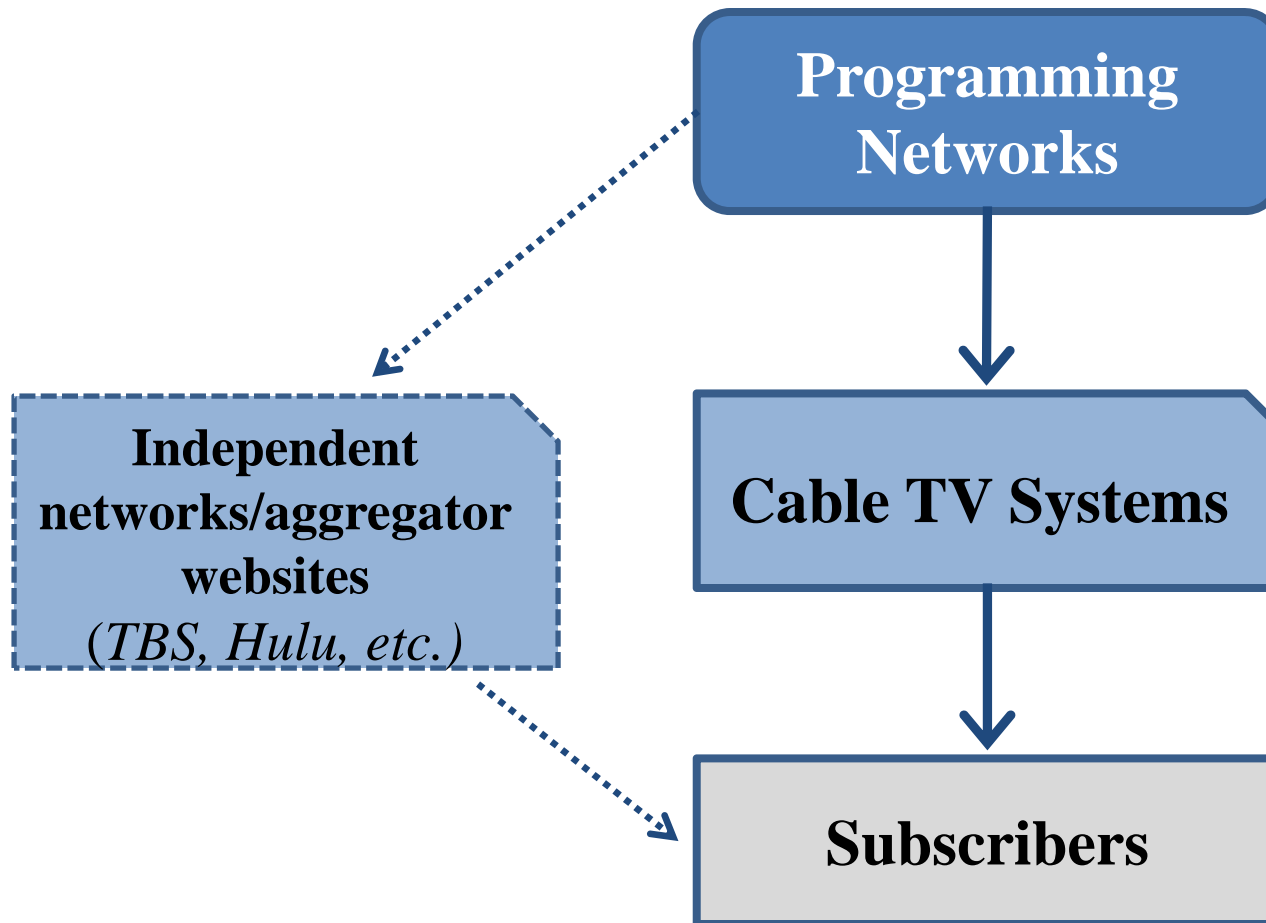 Programming
Networks
Independent
networks/aggregator
websites
(TBS, Hulu, etc.)
Cable TV Systems
Subscribers